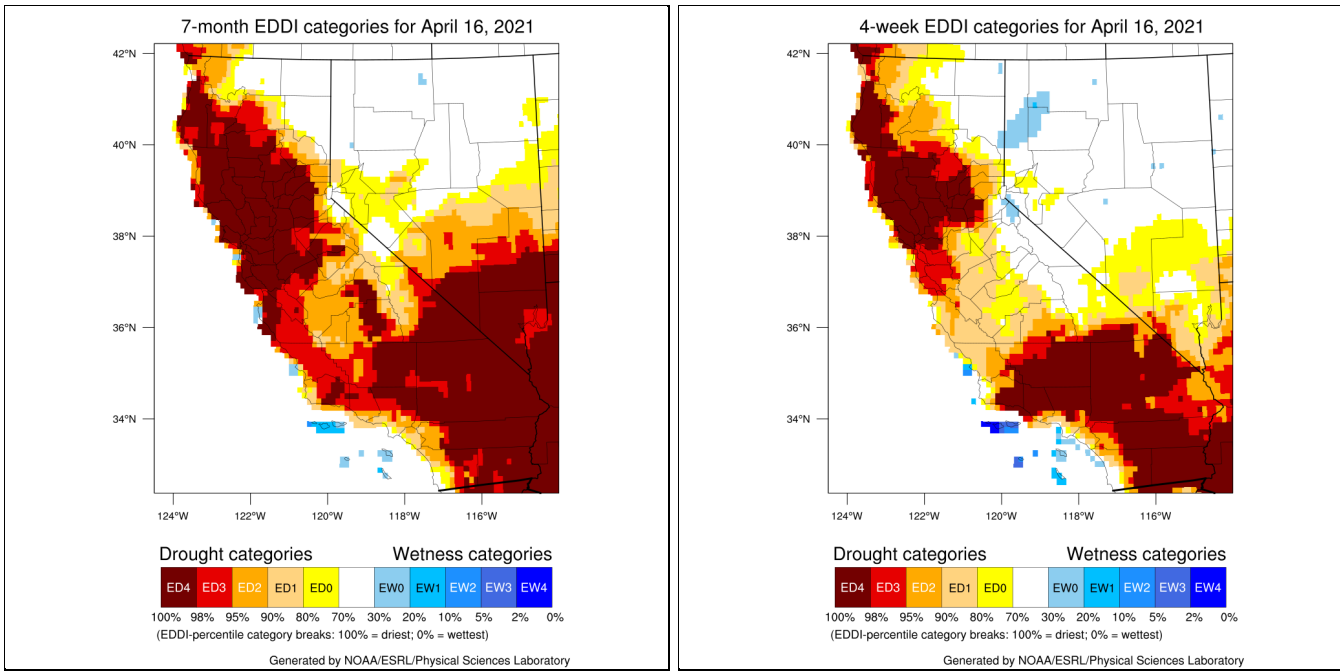 7-month EDDI categories for April 16, 2021
42°N
40°N
38°N
36°N
34°N
124°W 122°W 120°W 118°W 116°W
Drought categories Wetness categories
ED4 ED3 ED2 ED1 ED0 EW0 EW1 EW2 EW3 EW4
100% 98% 95% 90% 80% 70% 30% 20% 10% 5% 2% 0%
(EDDI-percentile category breaks: 100% = driest; 0% = wettest)
Generated by NOAA/ESRL/Physical Sciences Laboratory
4-week EDDI categories for April 16, 2021
42°N
40°N
38°N
36°N
34°N
124°W 122°W 120°W 118°W 116°W
Drought categories Wetness categories
ED4 ED3 ED2 ED1 ED0 EW0 EW1 EW2 EW3 EW4
100% 98% 95% 90% 80% 70% 30% 20% 10% 5% 2% 0%
(EDDI-percentile category breaks: 100% = driest; 0% = wettest)
Generated by NOAA/ESRL/Physical Sciences Laboratory